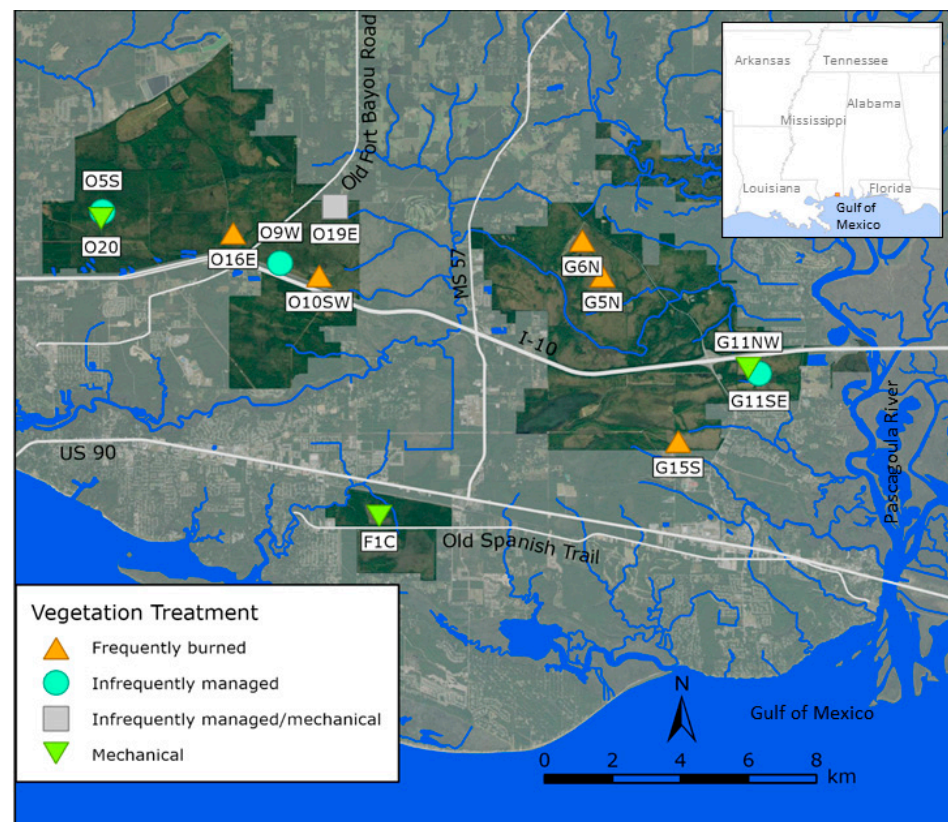 Arkansas
Tennessee
Mississippi
Alabama
Louisiana
Florida
Gulf of
Mexico
Old Fort Bayou Road
O5S
O20
O16E
O9W
O19E
O10SW
MS 57
G6N
G5N
I-10
G11NW
G11SE
G15S
US 90
F1C
Old Spanish Trail
Pascagoula River
Vegetation Treatment
Frequently burned
Infrequently managed
Infrequently managed/mechanical
Mechanical
N
Gulf of Mexico
0 2 4 6 8
km